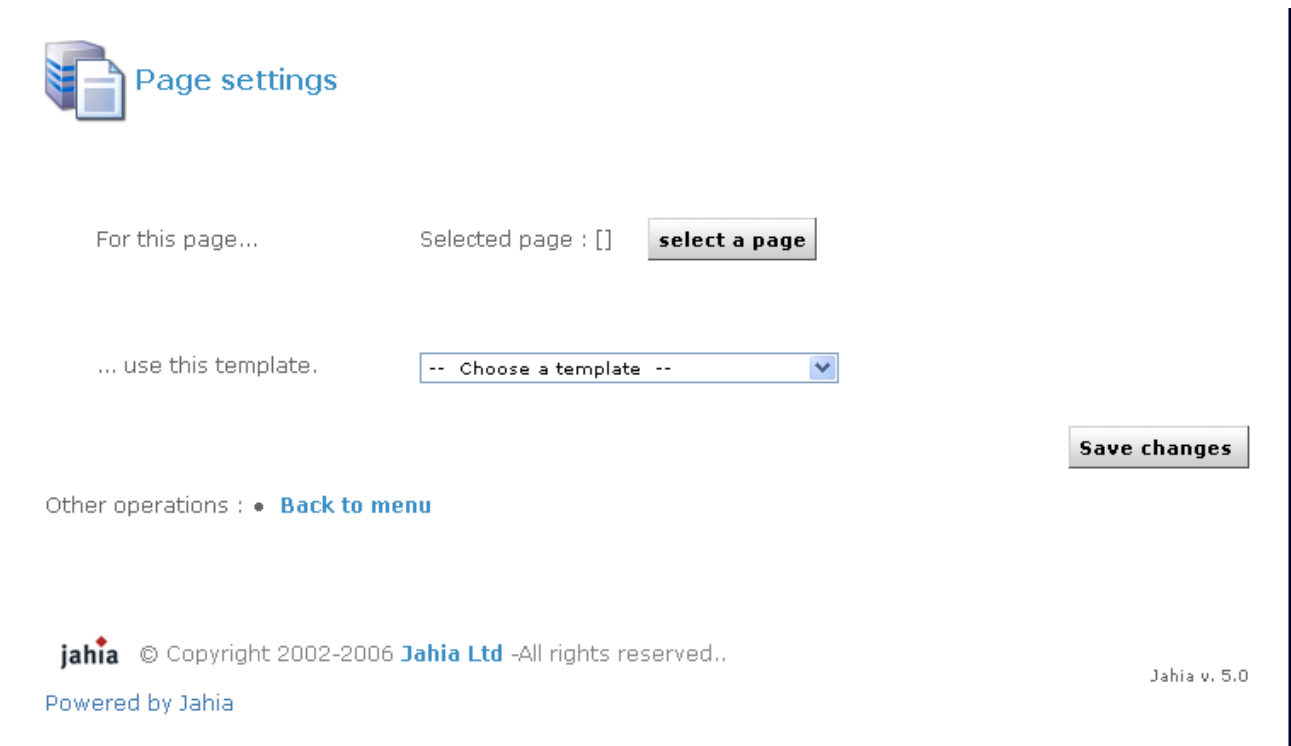 Page settings
For this page... Selected page : [] select a page
... use this template. -- Choose a template --
Save changes
Other operations : • Back to menu
jahia © Copyright 2002-2006 Jahia Ltd -All rights reserved..
Jahia v. 5.0
Powered by Jahia